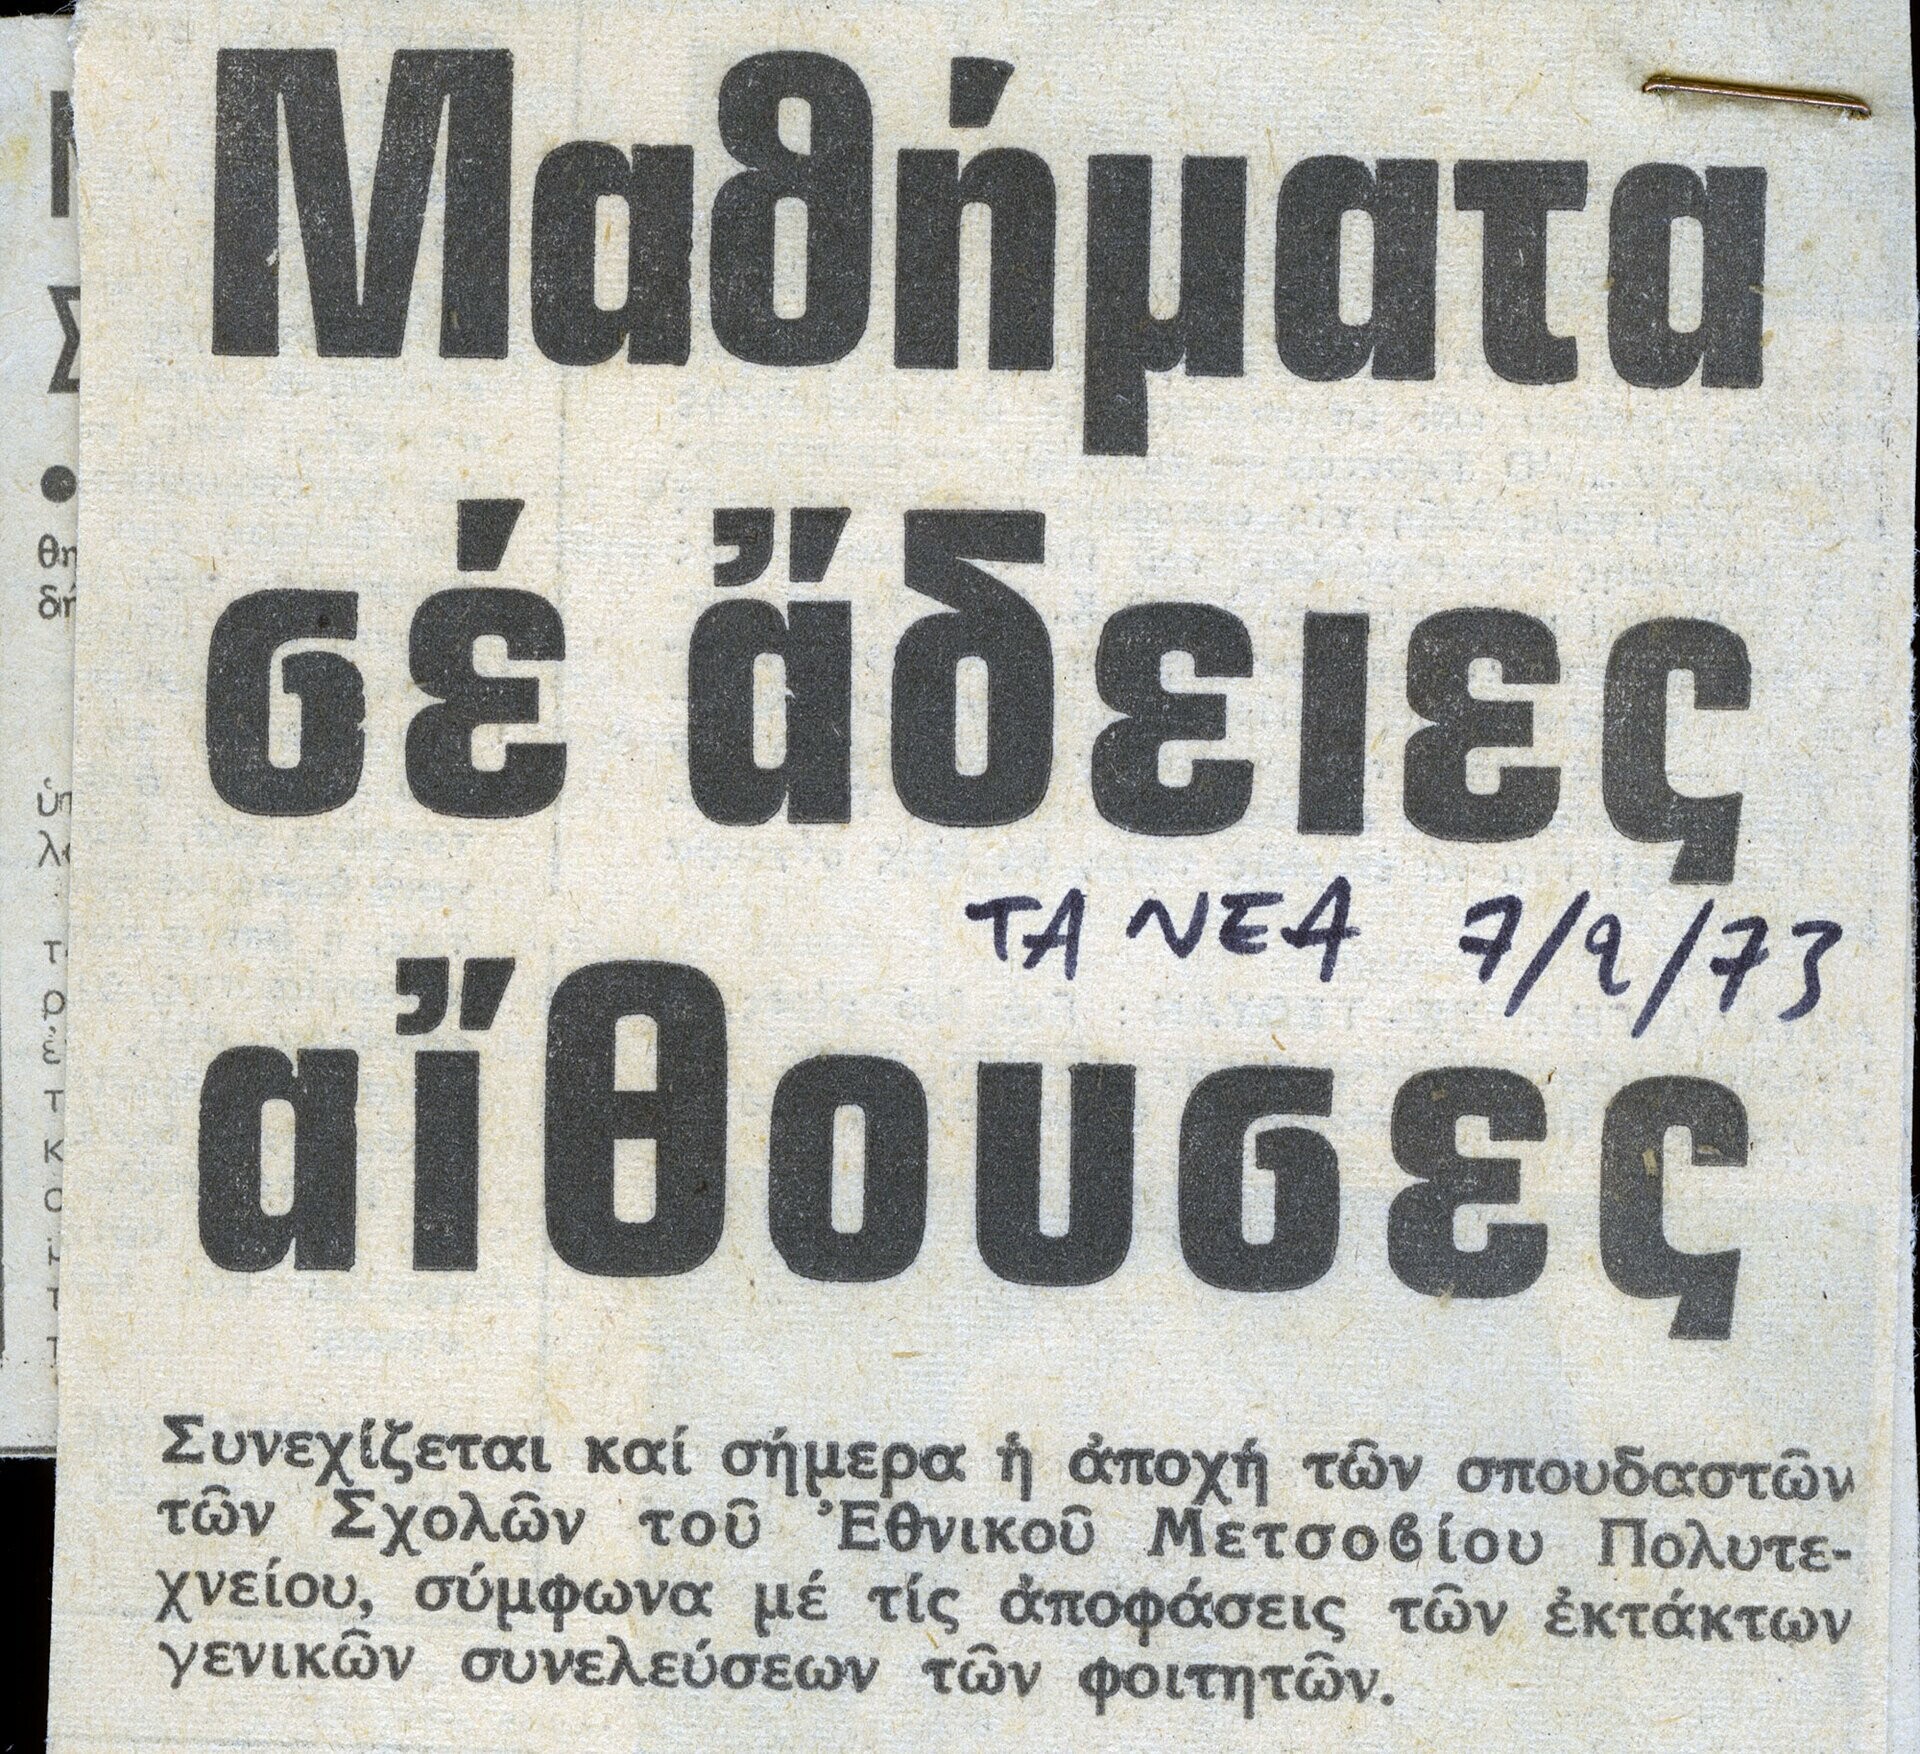 Μαθήματα
σέ ἄδειες
ΤΑ ΝΕΑ 7/2/73
αἴθουσες
Συνεχίζεται καί σήμερα ἡ ἀποχή τῶν σπουδαστῶν
τῶν Σχολῶν τοῦ Ἐθνικοῦ Μετσοβίου Πολυτε-
χνείου, σύμφωνα μέ τίς ἀποφάσεις τῶν ἐκτάκτων
γενικῶν συνελεύσεων τῶν φοιτητῶν.